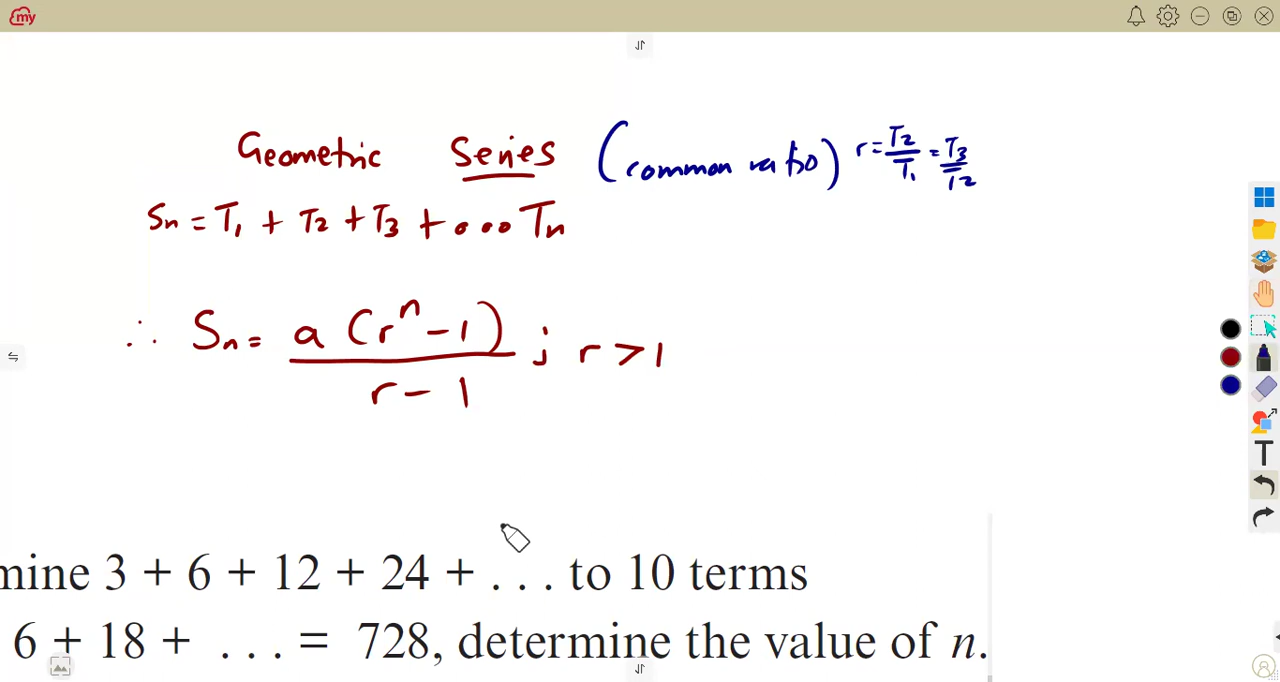 my
Geometric Series (common ratio) r = T2/T1 = T3/T2
Sn = T1 + T2 + T3 + ... Tn
∴ Sn = a(r^n - 1)/(r - 1) ; r > 1
mine 3 + 6 + 12 + 24 + . . . to 10 terms
6 + 18 + . . . = 728, determine the value of n.
T